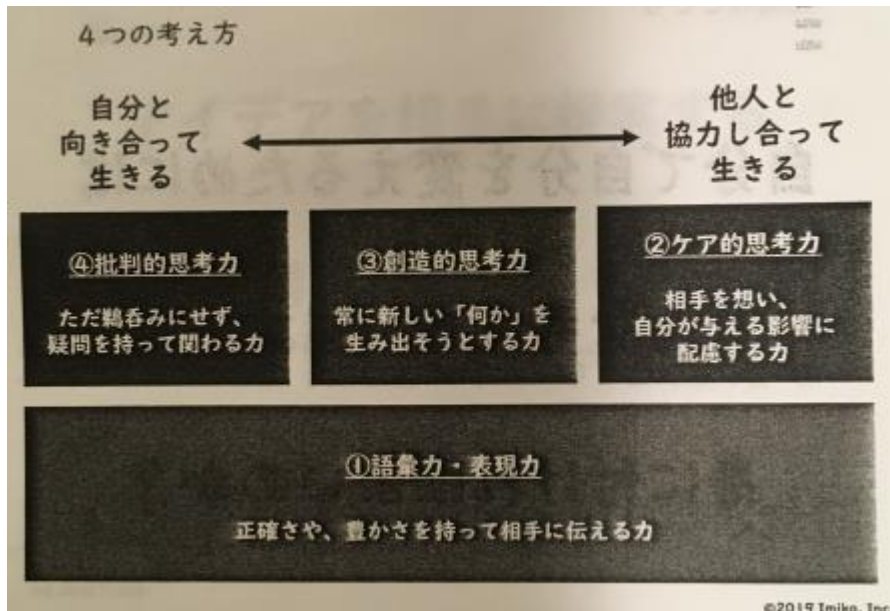 4つの考え方
自分と
向き合って
生きる
他人と
協力し合って
生きる
④批判的思考力
ただ鵜呑みにせず、
疑問を持って関わる力
③創造的思考力
常に新しい「何か」を
生み出そうとする力
②ケア的思考力
相手を想い、
自分が与える影響に
配慮する力
①語彙力・表現力
正確さや、豊かさを持って相手に伝える力
©2019 Imiko, Inc